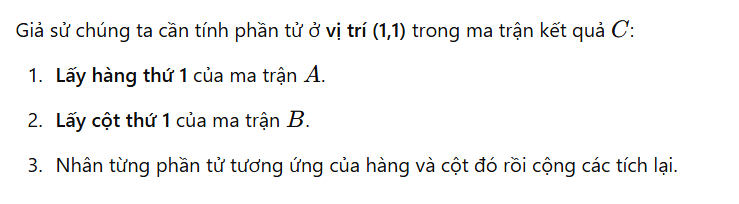 Giả sử chúng ta cần tính phần tử ở vị trí (1,1) trong ma trận kết quả C:
1. Lấy hàng thứ 1 của ma trận A.
2. Lấy cột thứ 1 của ma trận B.
3. Nhân từng phần tử tương ứng của hàng và cột đó rồi cộng các tích lại.